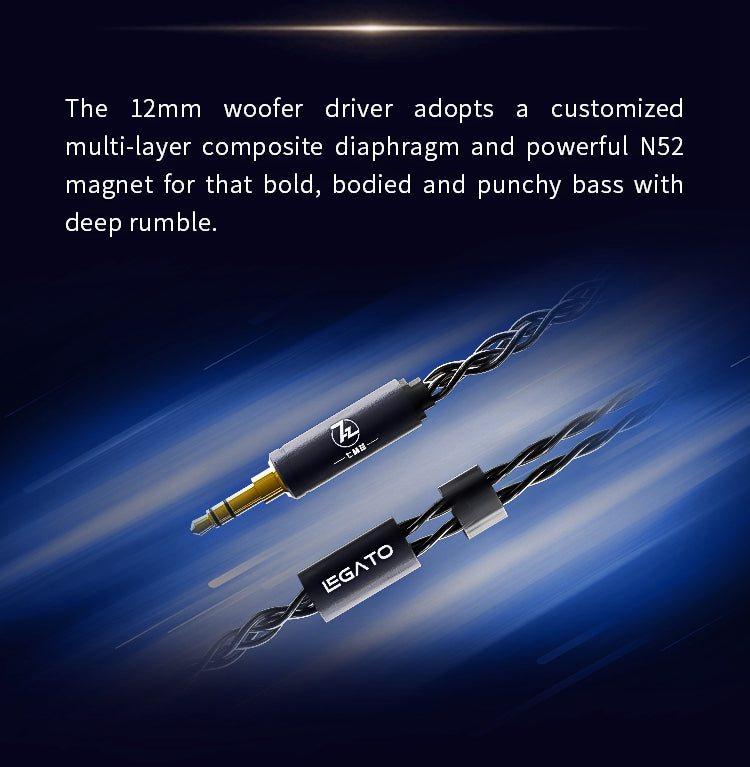 The 12mm woofer driver adopts a customized
multi-layer composite diaphragm and powerful N52
magnet for that bold, bodied and punchy bass with
deep rumble.
7Hz
LEGATO